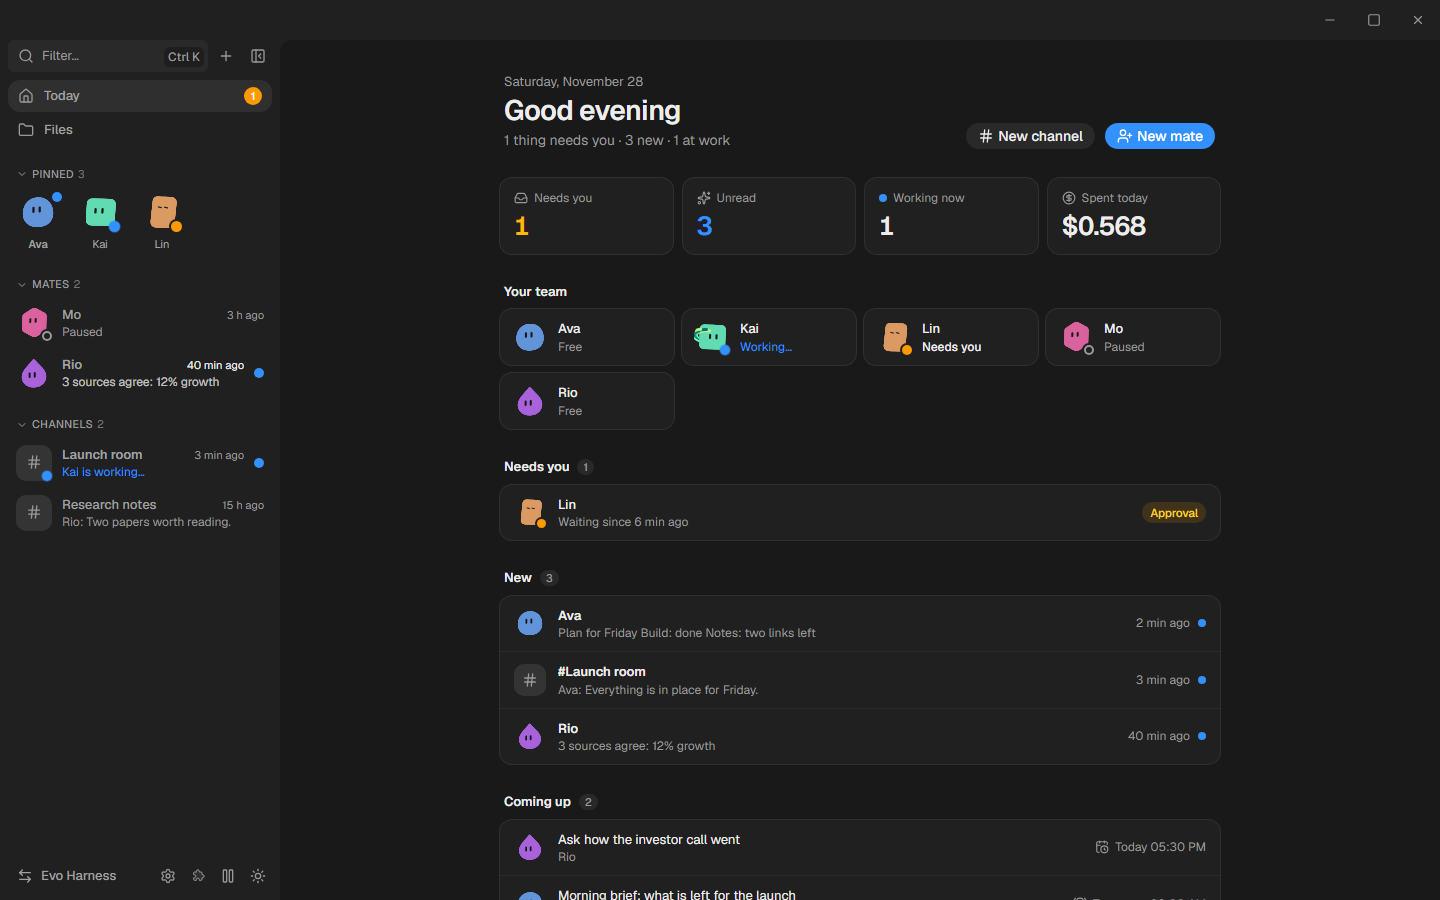 Filter...
Ctrl K
Today
1
Files
PINNED 3
Ava
Kai
Lin
MATES 2
Mo
3 h ago
Paused
Rio
40 min ago
3 sources agree: 12% growth
CHANNELS 2
Launch room
3 min ago
Kai is working...
Research notes
15 h ago
Rio: Two papers worth reading.
Evo Harness
Saturday, November 28
Good evening
1 thing needs you · 3 new · 1 at work
New channel
New mate
Needs you
1
Unread
3
Working now
1
Spent today
$0.568
Your team
Ava
Free
Kai
Working...
Lin
Needs you
Mo
Paused
Rio
Free
Needs you 1
Lin
Waiting since 6 min ago
Approval
New 3
Ava
Plan for Friday Build: done Notes: two links left
2 min ago
#Launch room
Ava: Everything is in place for Friday.
3 min ago
Rio
3 sources agree: 12% growth
40 min ago
Coming up 2
Ask how the investor call went
Rio
Today 05:30 PM
Morning brief: what is left for the launch